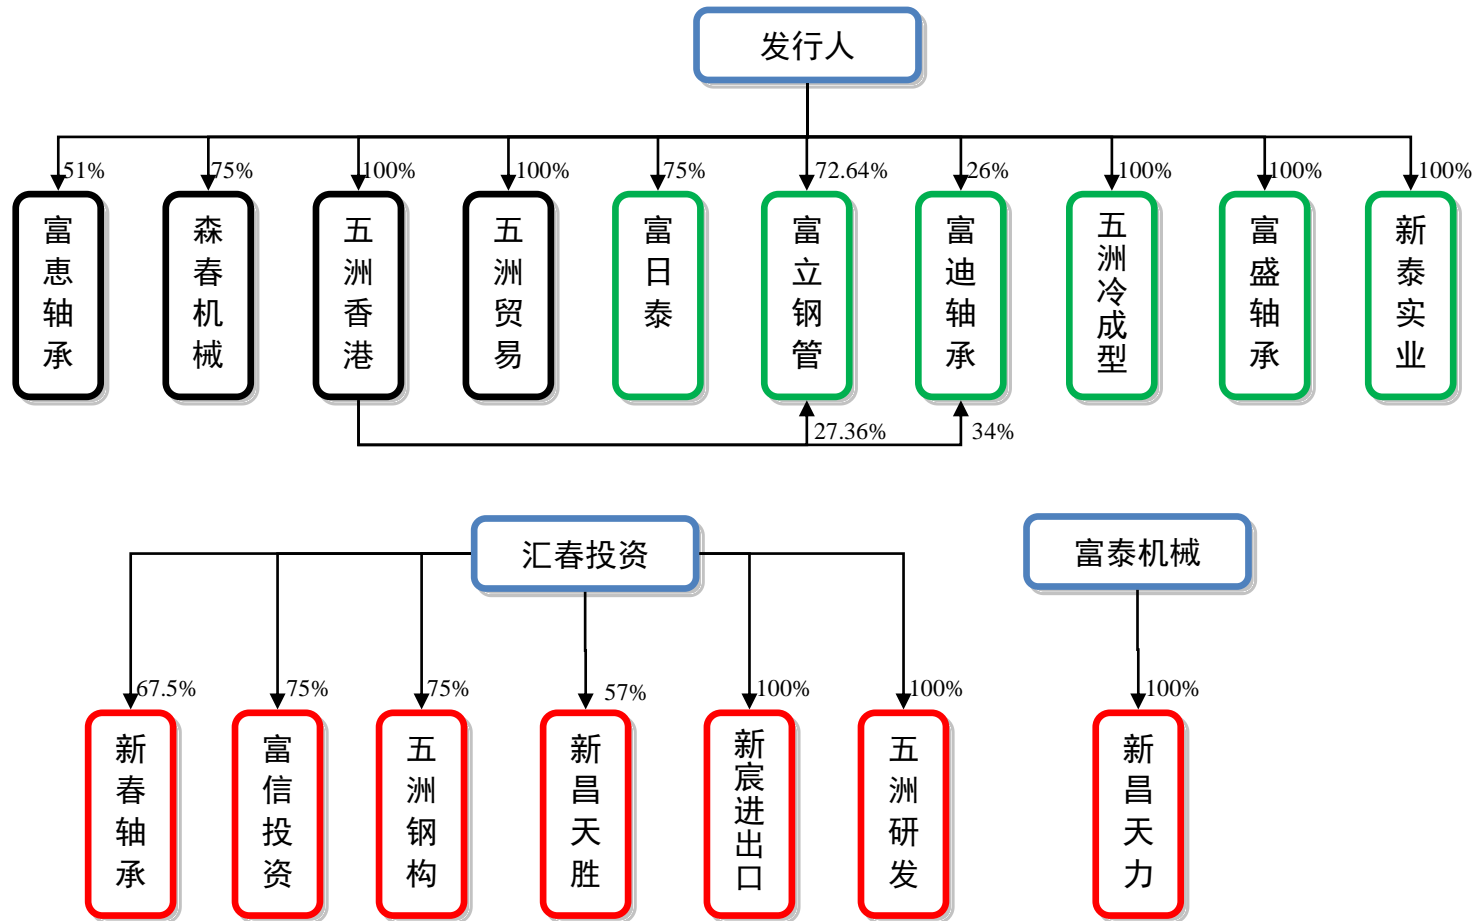 发行人
51%
75%
100%
100%
75%
72.64%
26%
100%
100%
100%
富惠轴承
森春机械
五洲香港
五洲贸易
富日泰
富立钢管
富迪轴承
五洲冷成型
富盛轴承
新泰实业
27.36%
34%
汇春投资
富泰机械
67.5%
75%
75%
57%
100%
100%
100%
新春轴承
富信投资
五洲钢构
新昌天胜
新宸进出口
五洲研发
新昌天力